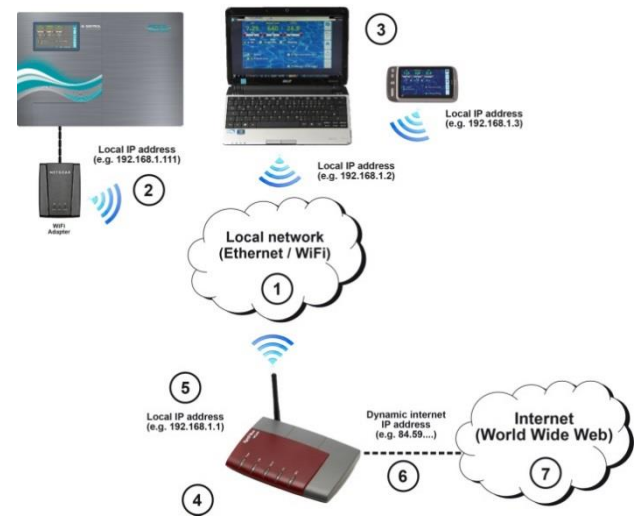 Local IP address
(e.g. 192.168.1.111)
2
NETGEAR
WiFi
Adapter
3
Local IP address
(e.g. 192.168.1.3)
Local IP address
(e.g. 192.168.1.2)
acer
Local network
(Ethernet / WiFi)
1
5
Local IP address
(e.g. 192.168.1.1)
4
Dynamic internet
IP address
(e.g. 84.59....)
6
Internet
(World Wide Web)
7